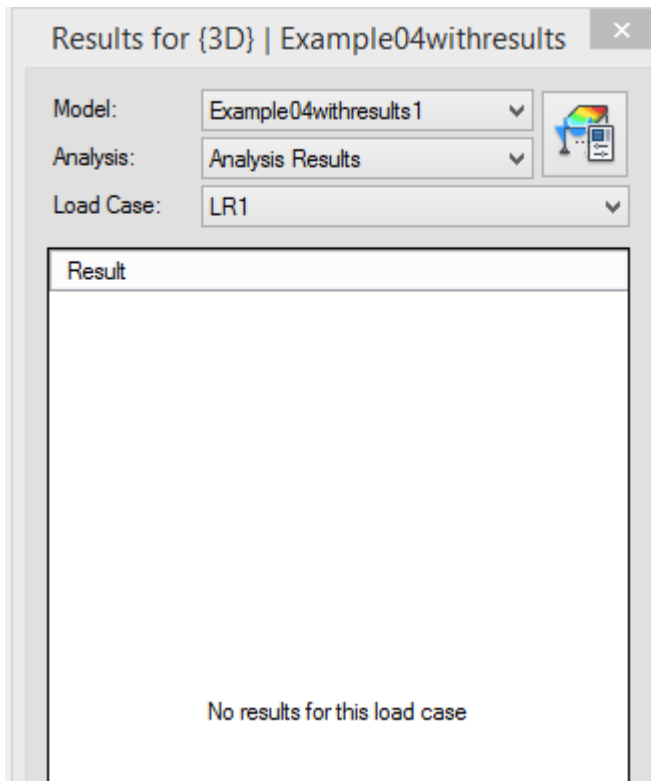 Results for {3D} | Example04withresults
Model: Example04withresults1
Analysis: Analysis Results
Load Case: LR1
Result
No results for this load case